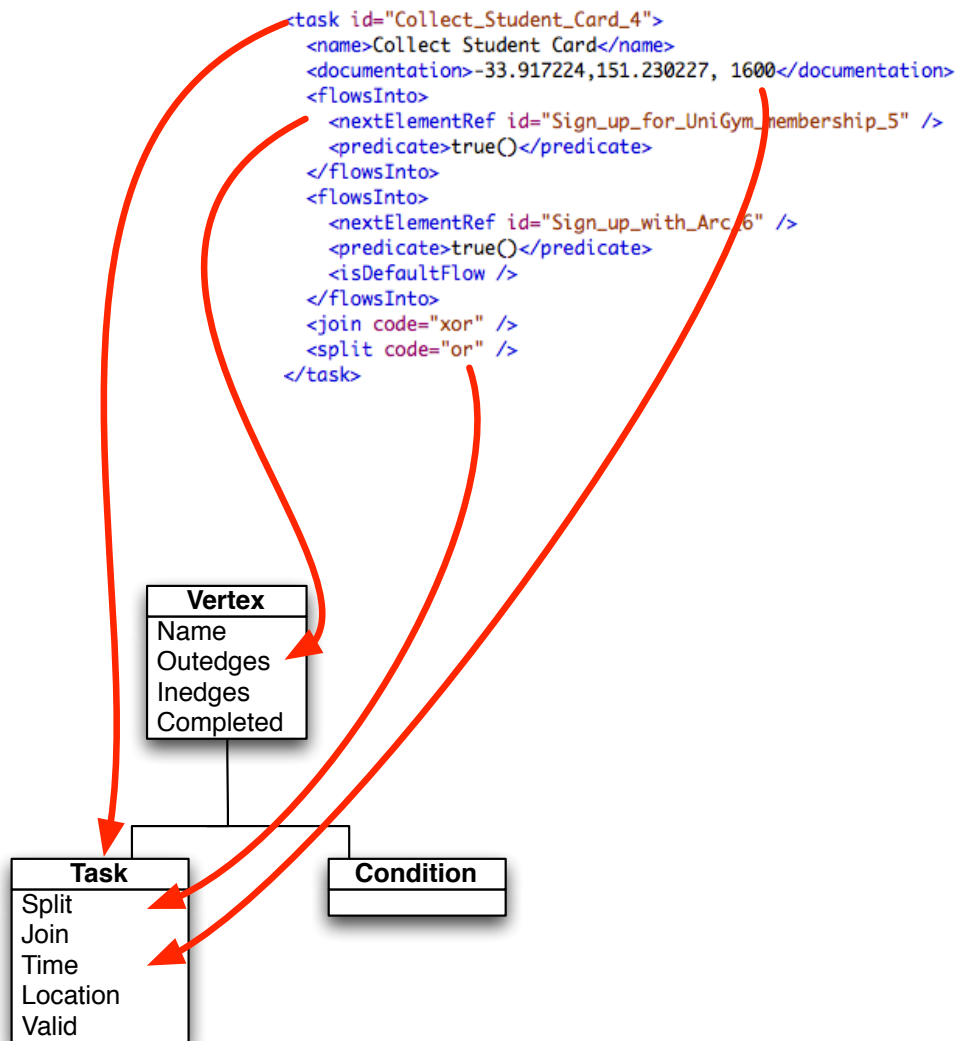 <task id="Collect_Student_Card_4">
<name>Collect Student Card</name>
<documentation>-33.917224,151.230227, 1600</documentation>
<flowsInto>
<nextElementRef id="Sign_up_for_UniGym_membership_5" />
<predicate>true()</predicate>
</flowsInto>
<flowsInto>
<nextElementRef id="Sign_up_with_Arc_6" />
<predicate>true()</predicate>
<isDefaultFlow />
</flowsInto>
<join code="xor" />
<split code="or" />
</task>
Vertex
Name
Outedges
Inedges
Completed
Task
Split
Join
Time
Location
Valid
Condition